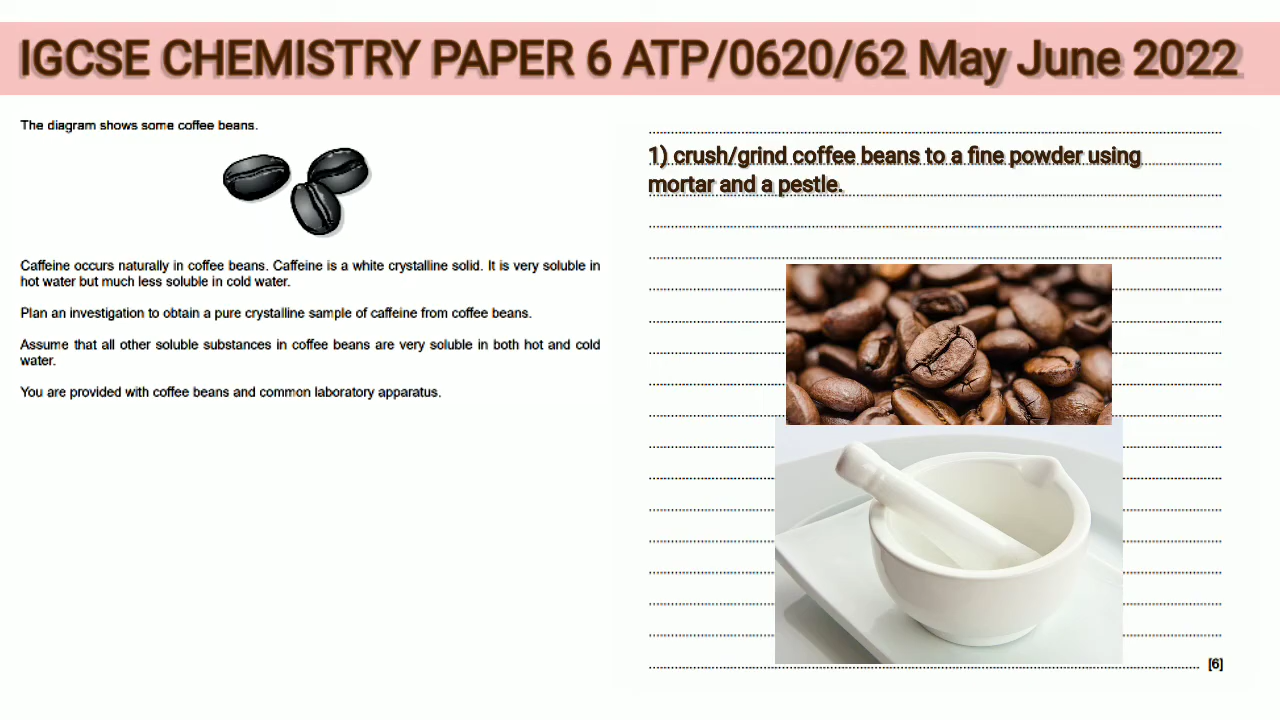 IGCSE CHEMISTRY PAPER 6 ATP/0620/62 May June 2022
The diagram shows some coffee beans.
Caffeine occurs naturally in coffee beans. Caffeine is a white crystalline solid. It is very soluble in
hot water but much less soluble in cold water.
Plan an investigation to obtain a pure crystalline sample of caffeine from coffee beans.
Assume that all other soluble substances in coffee beans are very soluble in both hot and cold
water.
You are provided with coffee beans and common laboratory apparatus.
1) crush/grind coffee beans to a fine powder using
mortar and a pestle.
[6]